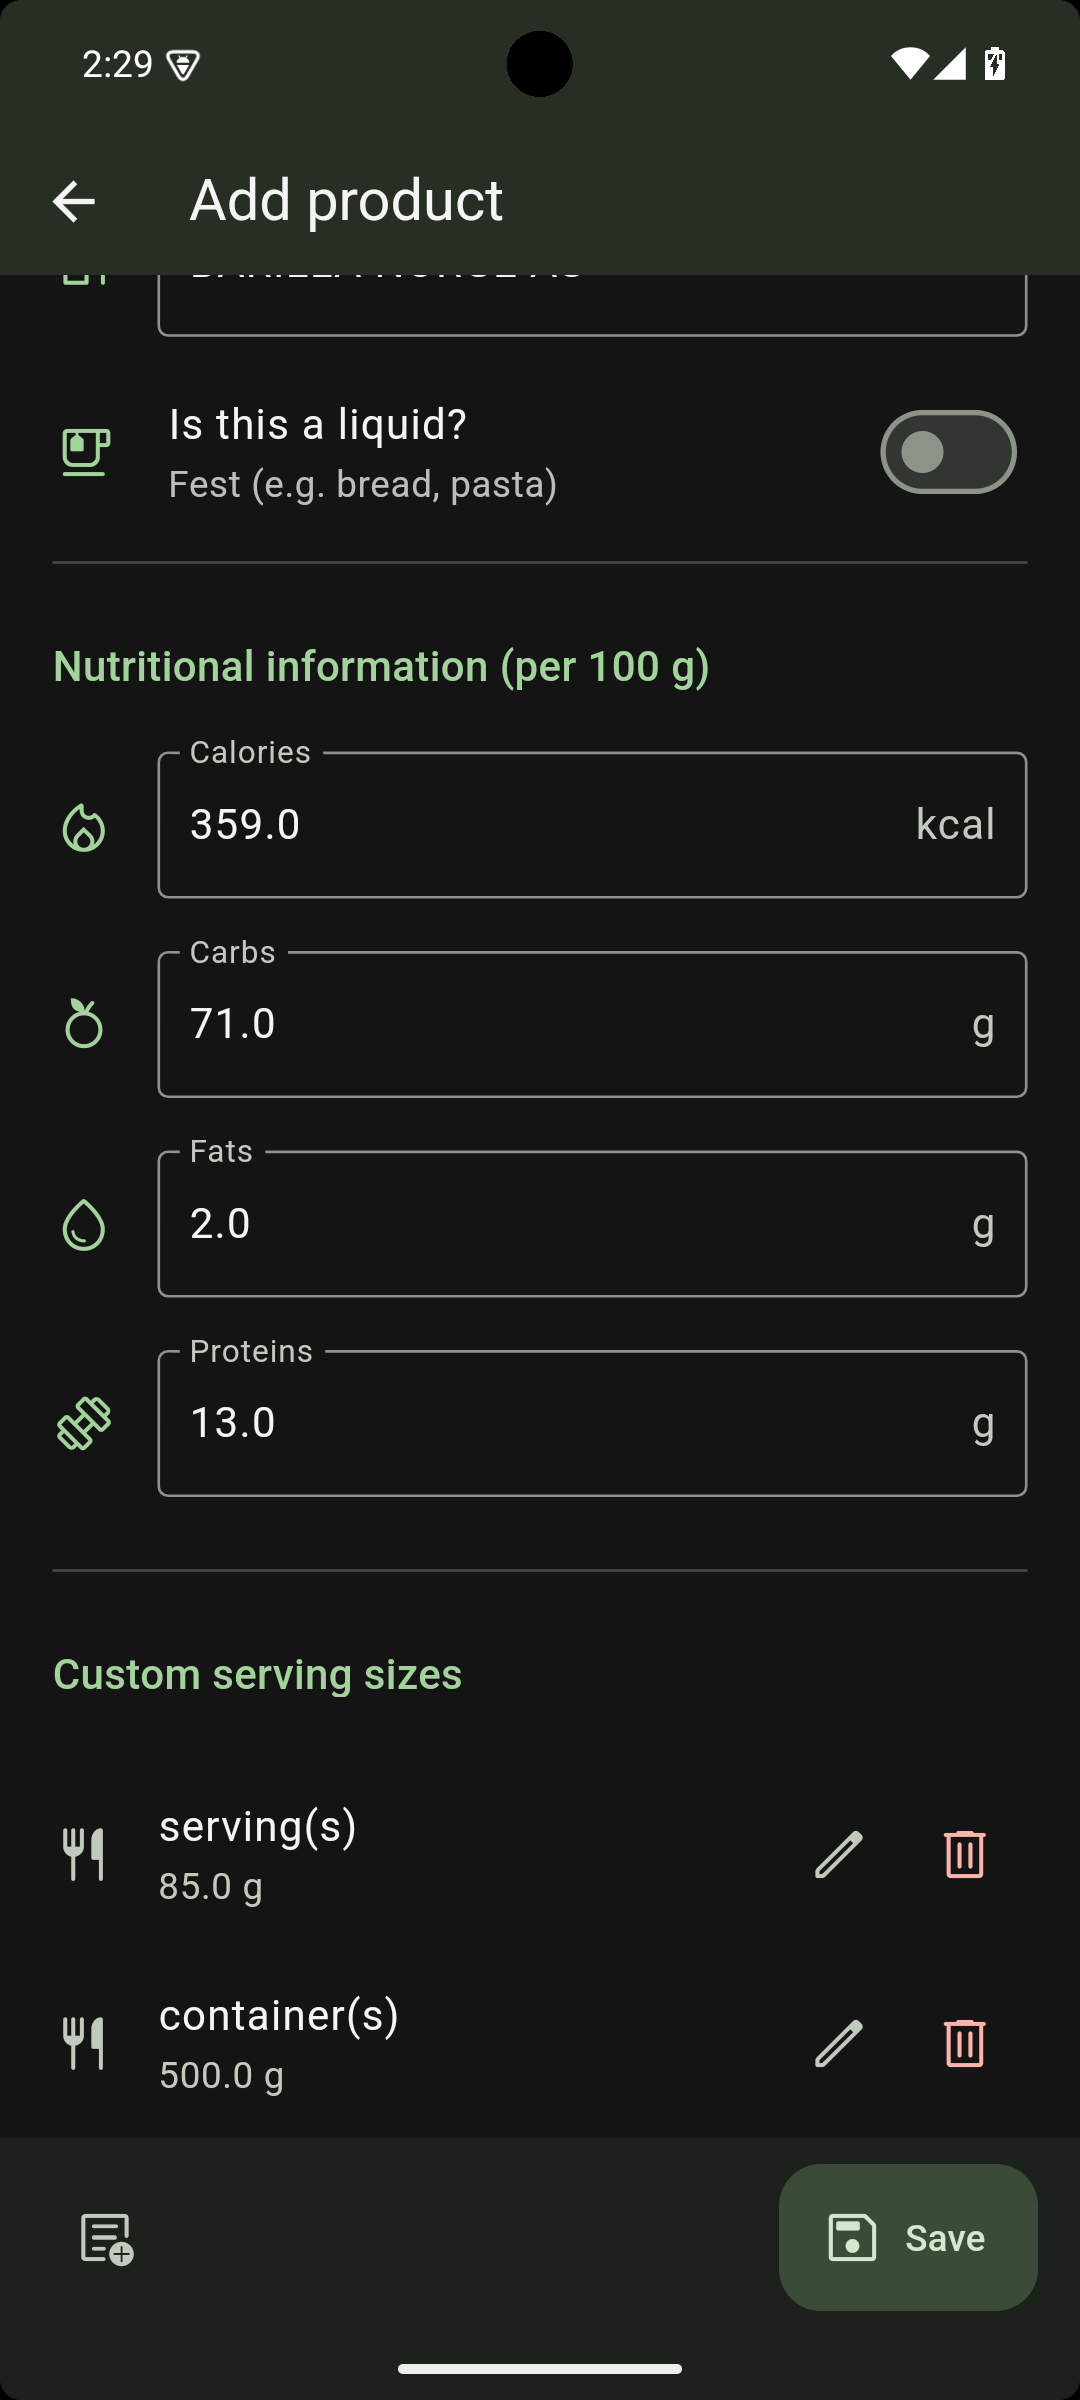 2:29
Add product
Is this a liquid?
Fest (e.g. bread, pasta)
Nutritional information (per 100 g)
Calories
359.0 kcal
Carbs
71.0 g
Fats
2.0 g
Proteins
13.0 g
Custom serving sizes
serving(s)
85.0 g
container(s)
500.0 g
Save